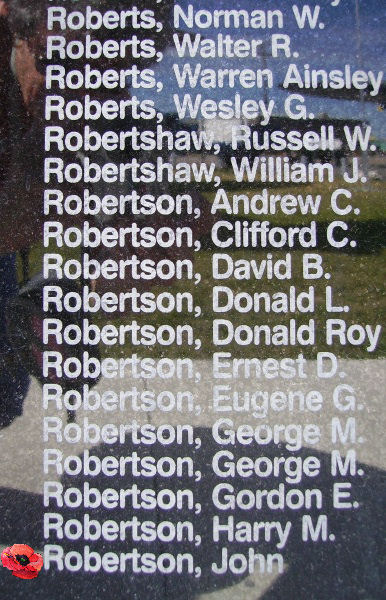 Roberts, Norman W.
Roberts, Walter R.
Roberts, Warren Ainsley
Roberts, Wesley G.
Robertshaw, Russell W.
Robertshaw, William J.
Robertson, Andrew C.
Robertson, Clifford C.
Robertson, David B.
Robertson, Donald L.
Robertson, Donald Roy
Robertson, Ernest D.
Robertson, Eugene G.
Robertson, George M.
Robertson, George M.
Robertson, Gordon E.
Robertson, Harry M.
Robertson, John